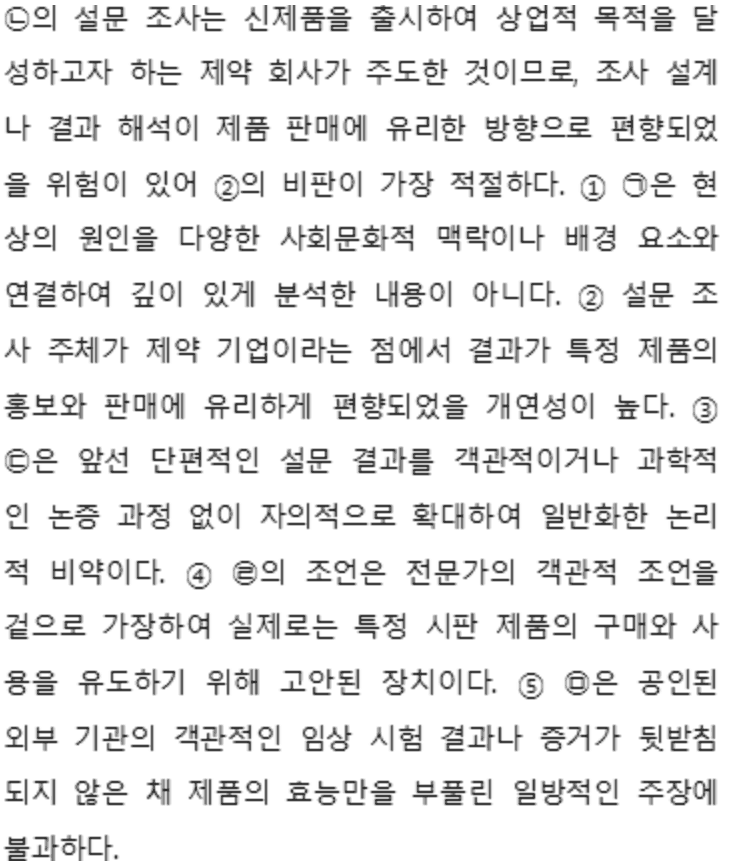 ㉡의 설문 조사는 신제품을 출시하여 상업적 목적을 달
성하고자 하는 제약 회사가 주도한 것이므로, 조사 설계
나 결과 해석이 제품 판매에 유리한 방향으로 편향되었
을 위험이 있어 ②의 비판이 가장 적절하다. ① ㉠은 현
상의 원인을 다양한 사회문화적 맥락이나 배경 요소와
연결하여 깊이 있게 분석한 내용이 아니다. ② 설문 조
사 주체가 제약 기업이라는 점에서 결과가 특정 제품의
홍보와 판매에 유리하게 편향되었을 개연성이 높다. ③
㉢은 앞선 단편적인 설문 결과를 객관적이거나 과학적
인 논증 과정 없이 자의적으로 확대하여 일반화한 논리
적 비약이다. ④ ㉣의 조언은 전문가의 객관적 조언을
겉으로 가장하여 실제로는 특정 시판 제품의 구매와 사
용을 유도하기 위해 고안된 장치이다. ⑤ ㉤은 공인된
외부 기관의 객관적인 임상 시험 결과나 증거가 뒷받침
되지 않은 채 제품의 효능만을 부풀린 일방적인 주장에
불과하다.